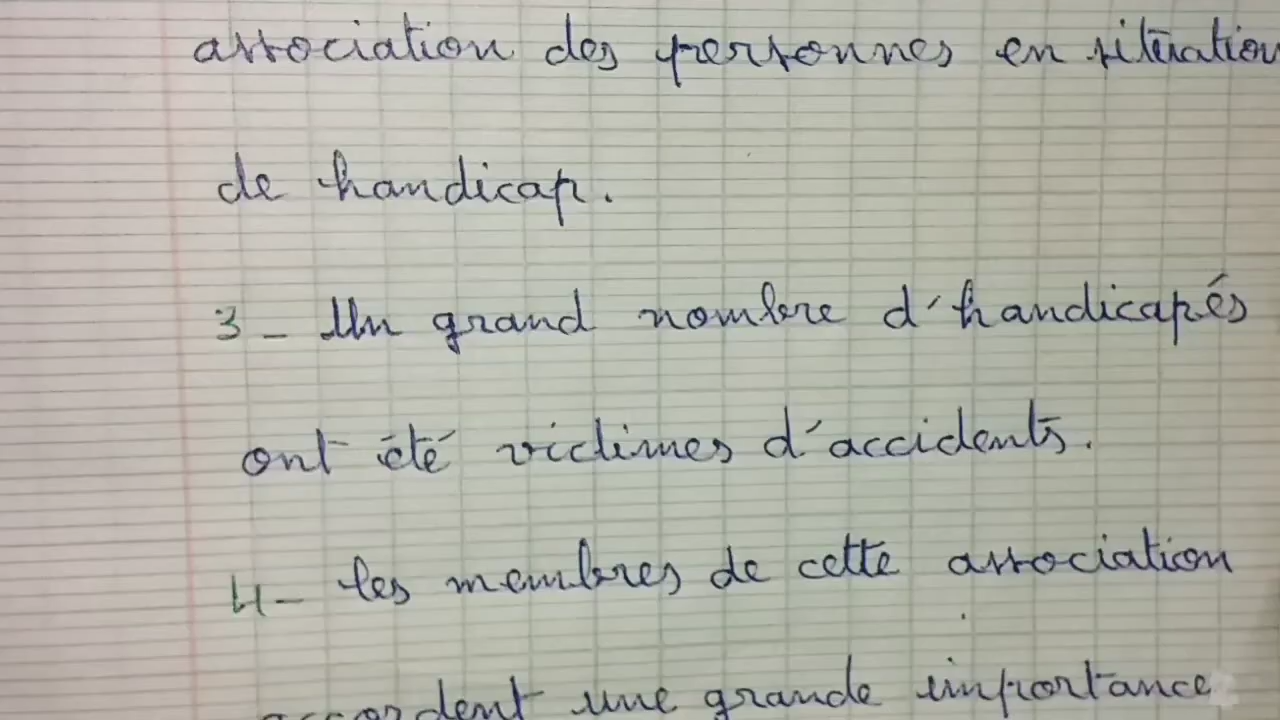 association des personnes en situation
de handicap.
3 - Un grand nombre d'handicapés
ont été victimes d'accidents.
4 - les membres de cette association
accordent une grande importance